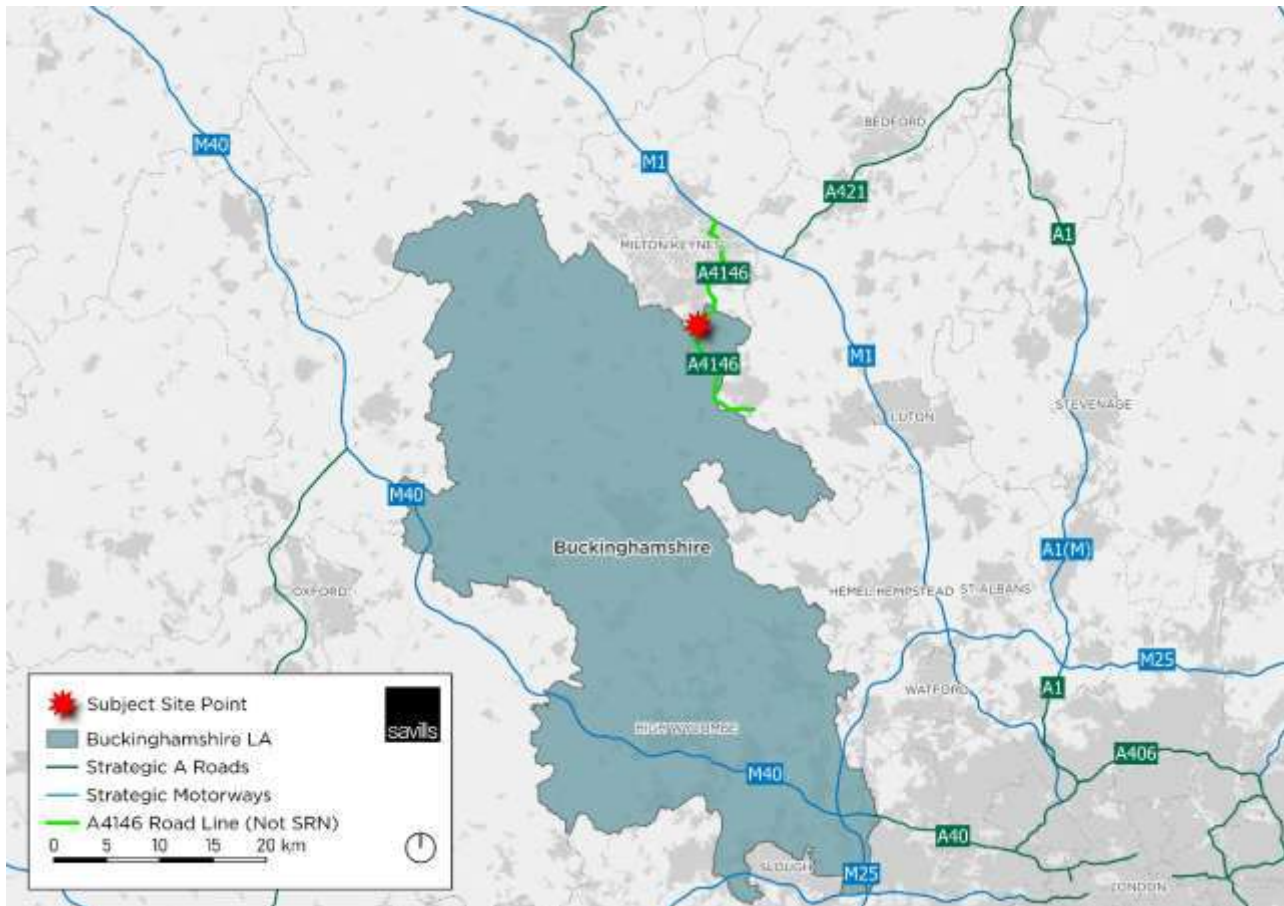 M40
M1
BEDFORD
A421
A1
MILTON KEYNES
A4146
A4146
M1
LUTON
STEVENAGE
M40
Buckinghamshire
A1(M)
OXFORD
HEMEL HEMPSTEAD
ST ALBANS
M25
WATFORD
A1
HIGH WYCOMBE
A406
M40
A40
SLOUGH
M25
LONDON
Subject Site Point
savills
Buckinghamshire LA
Strategic A Roads
Strategic Motorways
A4146 Road Line (Not SRN)
0 5 10 15 20 km